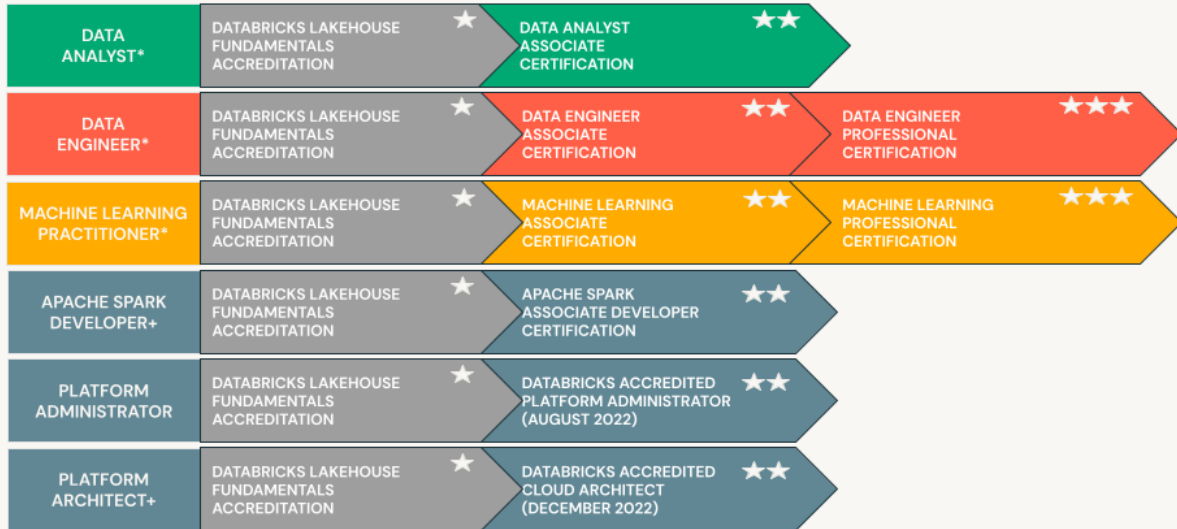 DATA
ANALYST*
DATABRICKS LAKEHOUSE
FUNDAMENTALS
ACCREDITATION
DATA ANALYST
ASSOCIATE
CERTIFICATION
DATA
ENGINEER*
DATABRICKS LAKEHOUSE
FUNDAMENTALS
ACCREDITATION
DATA ENGINEER
ASSOCIATE
CERTIFICATION
DATA ENGINEER
PROFESSIONAL
CERTIFICATION
MACHINE LEARNING
PRACTITIONER*
DATABRICKS LAKEHOUSE
FUNDAMENTALS
ACCREDITATION
MACHINE LEARNING
ASSOCIATE
CERTIFICATION
MACHINE LEARNING
PROFESSIONAL
CERTIFICATION
APACHE SPARK
DEVELOPER+
DATABRICKS LAKEHOUSE
FUNDAMENTALS
ACCREDITATION
APACHE SPARK
ASSOCIATE DEVELOPER
CERTIFICATION
PLATFORM
ADMINISTRATOR
DATABRICKS LAKEHOUSE
FUNDAMENTALS
ACCREDITATION
DATABRICKS ACCREDITED
PLATFORM ADMINISTRATOR
(AUGUST 2022)
PLATFORM
ARCHITECT+
DATABRICKS LAKEHOUSE
FUNDAMENTALS
ACCREDITATION
DATABRICKS ACCREDITED
CLOUD ARCHITECT
(DECEMBER 2022)